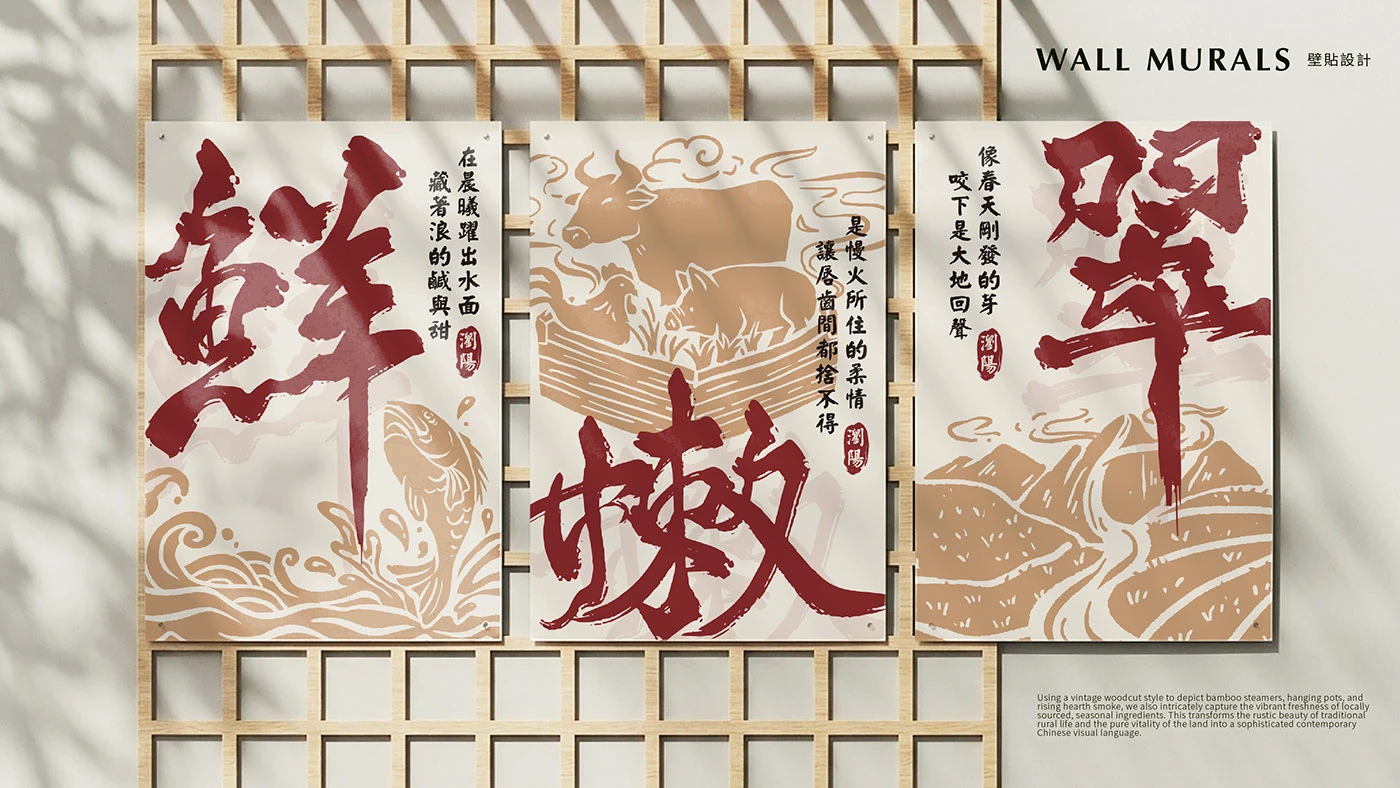 WALL MURALS 壁貼設計
鮮
在晨曦躍出水面
藏著浪的鹹與甜
瀏陽
是慢火所住的柔情
讓唇齒間都捨不得
瀏陽
嫩
翠
像春天剛發的芽
咬下是大地回聲
瀏陽
Using a vintage woodcut style to depict bamboo steamers, hanging pots, and
rising hearth smoke, we also intricately capture the vibrant freshness of locally
sourced, seasonal ingredients. This transforms the rustic beauty of traditional
rural life and the pure vitality of the land into a sophisticated contemporary
Chinese visual language.